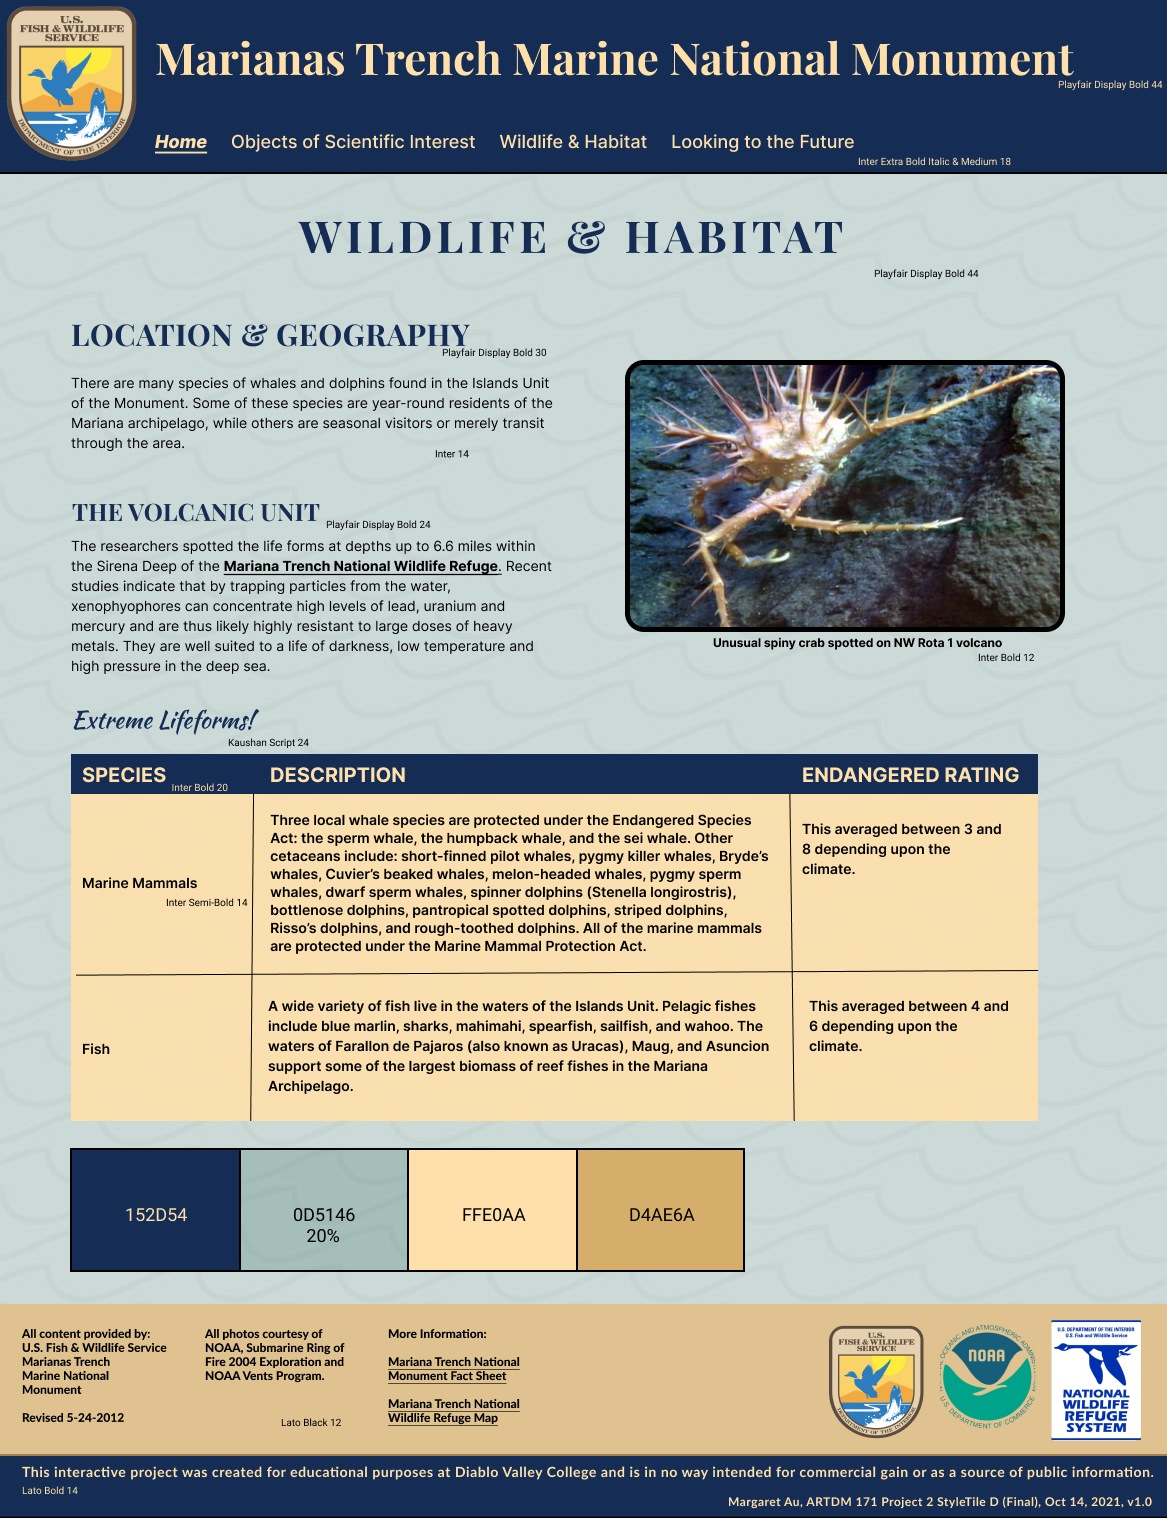 U.S.
FISH & WILDLIFE
SERVICE
DEPARTMENT OF THE INTERIOR
Marianas Trench Marine National Monument
Playfair Display Bold 44
Home Objects of Scientific Interest Wildlife & Habitat Looking to the Future
Inter Extra Bold Italic & Medium 18
WILDLIFE & HABITAT
Playfair Display Bold 44
LOCATION & GEOGRAPHY
Playfair Display Bold 30
There are many species of whales and dolphins found in the Islands Unit
of the Monument. Some of these species are year-round residents of the
Mariana archipelago, while others are seasonal visitors or merely transit
through the area.
Inter 14
THE VOLCANIC UNIT
Playfair Display Bold 24
The researchers spotted the life forms at depths up to 6.6 miles within
the Sirena Deep of the Mariana Trench National Wildlife Refuge. Recent
studies indicate that by trapping particles from the water,
xenophyophores can concentrate high levels of lead, uranium and
mercury and are thus likely highly resistant to large doses of heavy
metals. They are well suited to a life of darkness, low temperature and
high pressure in the deep sea.
Unusual spiny crab spotted on NW Rota 1 volcano
Inter Bold 12
Extreme Lifeforms!
Kaushan Script 24
SPECIES DESCRIPTION ENDANGERED RATING
Inter Bold 20
Marine Mammals
Inter Semi-Bold 14
Three local whale species are protected under the Endangered Species
Act: the sperm whale, the humpback whale, and the sei whale. Other
cetaceans include: short-finned pilot whales, pygmy killer whales, Bryde's
whales, Cuvier's beaked whales, melon-headed whales, pygmy sperm
whales, dwarf sperm whales, spinner dolphins (Stenella longirostris),
bottlenose dolphins, pantropical spotted dolphins, striped dolphins,
Risso's dolphins, and rough-toothed dolphins. All of the marine mammals
are protected under the Marine Mammal Protection Act.
This averaged between 3 and
8 depending upon the
climate.
Fish
A wide variety of fish live in the waters of the Islands Unit. Pelagic fishes
include blue marlin, sharks, mahimahi, spearfish, sailfish, and wahoo. The
waters of Farallon de Pajaros (also known as Uracas), Maug, and Asuncion
support some of the largest biomass of reef fishes in the Mariana
Archipelago.
This averaged between 4 and
6 depending upon the
climate.
152D54
0D5146
20%
FFE0AA
D4AE6A
All content provided by:
U.S. Fish & Wildlife Service
Marianas Trench
Marine National
Monument
Revised 5-24-2012
All photos courtesy of
NOAA, Submarine Ring of
Fire 2004 Exploration and
NOAA Vents Program.
Lato Black 12
More Information:
Mariana Trench National
Monument Fact Sheet
Mariana Trench National
Wildlife Refuge Map
U.S.
FISH & WILDLIFE
SERVICE
DEPARTMENT OF THE INTERIOR
OCEANIC AND ATMOSPHERIC
NOAA
U.S. DEPARTMENT OF COMMERCE
U.S. DEPARTMENT OF THE INTERIOR
U.S. Fish and Wildlife Service
NATIONAL
WILDLIFE
REFUGE
SYSTEM
This interactive project was created for educational purposes at Diablo Valley College and is in no way intended for commercial gain or as a source of public information.
Lato Bold 14
Margaret Au, ARTDM 171 Project 2 StyleTile D (Final), Oct 14, 2021, v1.0